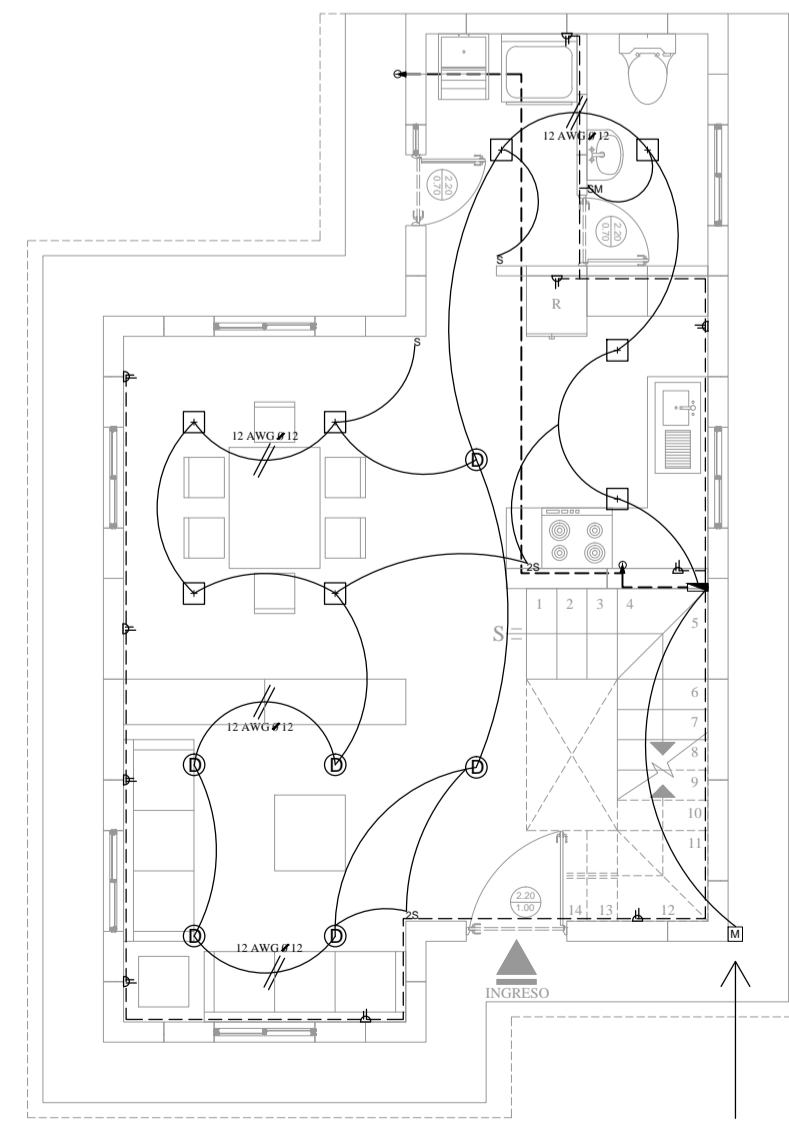 12 AWG Ø 12
SM
2.20
0.70
2.20
0.70
S
R
S
12 AWG Ø 12
D
2S
1
2
3
4
S =
5
6
12 AWG Ø 12
7
D
D
D
8
9
10
11
2.20
1.00
2S
14
13
12
D
D
M
12 AWG Ø 12
INGRESO